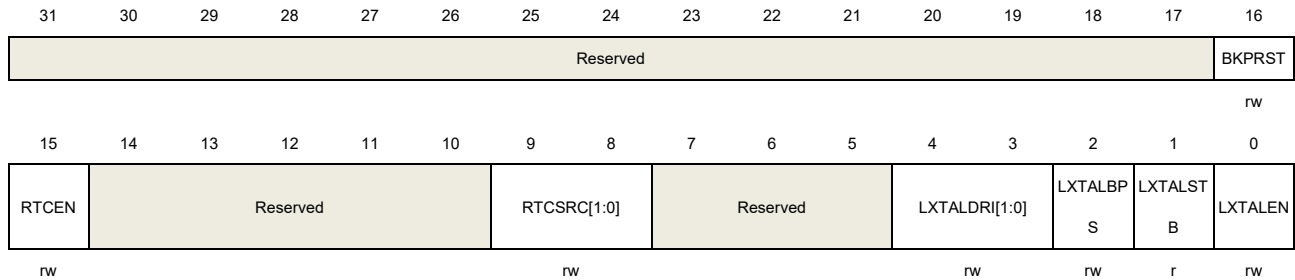 31 30 29 28 27 26 25 24 23 22 21 20 19 18 17 16
Reserved BKPRST
rw
15 14 13 12 11 10 9 8 7 6 5 4 3 2 1 0
RTCEN Reserved RTCSRC[1:0] Reserved LXTALDRI[1:0] LXTALBP LXTALST LXTALEN
S B
rw rw rw rw r rw